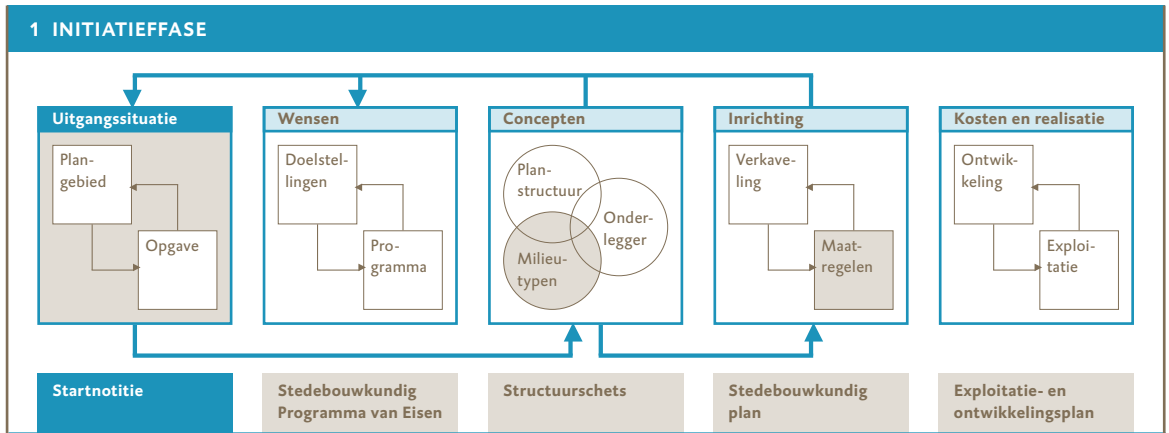 1 INITIATIEFFASE
Uitgangssituatie
Plan-
gebied
Opgave
Wensen
Doelstel-
lingen
Pro-
gramma
Concepten
Plan-
structuur
Onder-
legger
Milieu-
typen
Inrichting
Verkave-
ling
Maat-
regelen
Kosten en realisatie
Ontwik-
keling
Exploi-
tatie
Startnotitie
Stedebouwkundig
Programma van Eisen
Structuurschets
Stedebouwkundig
plan
Exploitatie- en
ontwikkelingsplan